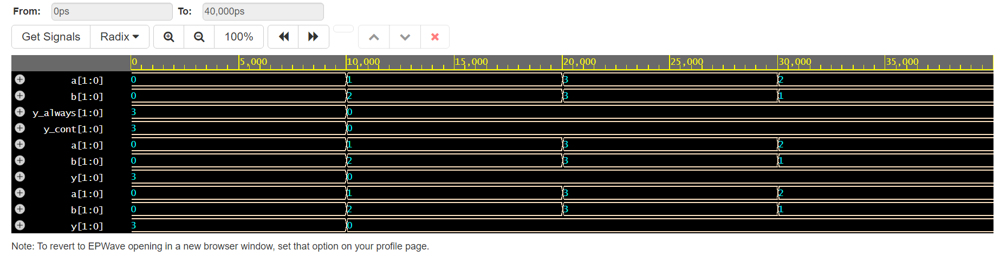 From: 0ps To: 40,000ps
Get Signals Radix 100%
0 5,000 10,000 15,000 20,000 25,000 30,000 35,000
a[1:0] 0 1 3 2
b[1:0] 0 2 3 1
y_always[1:0] 3 0
y_cont[1:0] 3 0
a[1:0] 0 1 3 2
b[1:0] 0 2 3 1
y[1:0] 3 0
a[1:0] 0 1 3 2
b[1:0] 0 2 3 1
y[1:0] 3 0
Note: To revert to EPWave opening in a new browser window, set that option on your profile page.